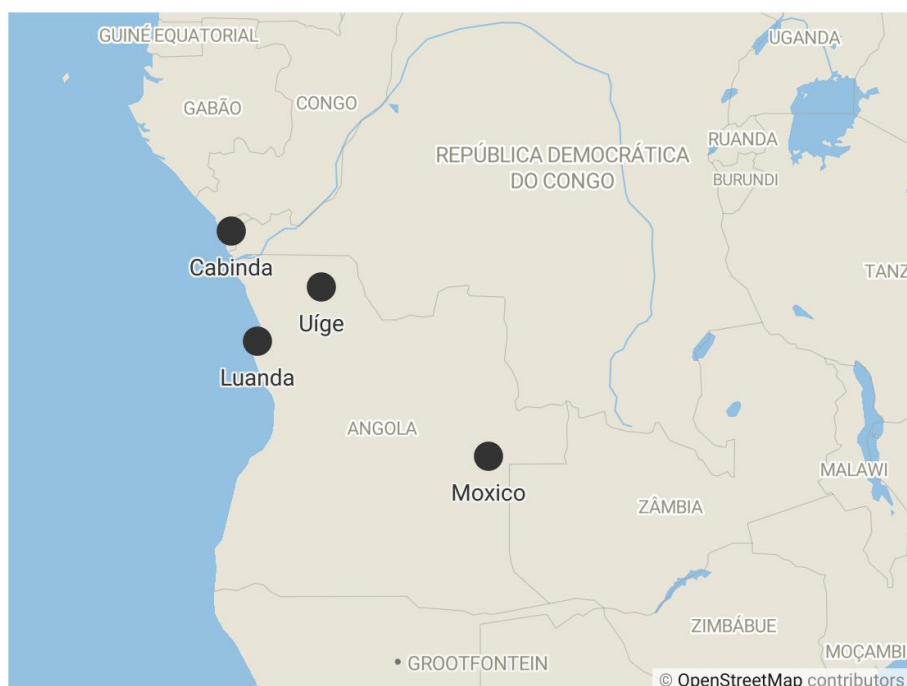 GUINÉ EQUATORIAL
UGANDA
GABÃO
CONGO
RUANDA
REPÚBLICA DEMOCRÁTICA
DO CONGO
BURUNDI
Cabinda
TANZ
Uíge
Luanda
ANGOLA
MALAWI
Moxico
ZÂMBIA
ZIMBÁBUE
MOÇAMBI
GROOTFONTEIN
© OpenStreetMap contributors